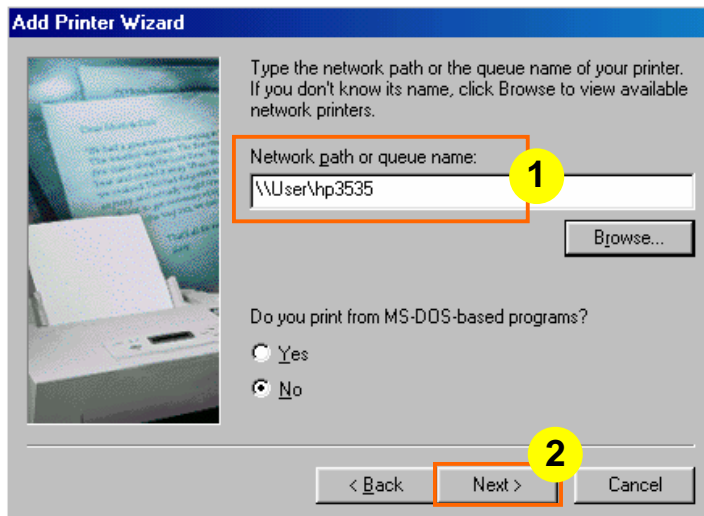 Add Printer Wizard
Type the network path or the queue name of your printer.
If you don't know its name, click Browse to view available
network printers.
Network path or queue name:
1
\\User\hp3535
Browse...
Do you print from MS-DOS-based programs?
Yes
No
2
< Back
Next >
Cancel